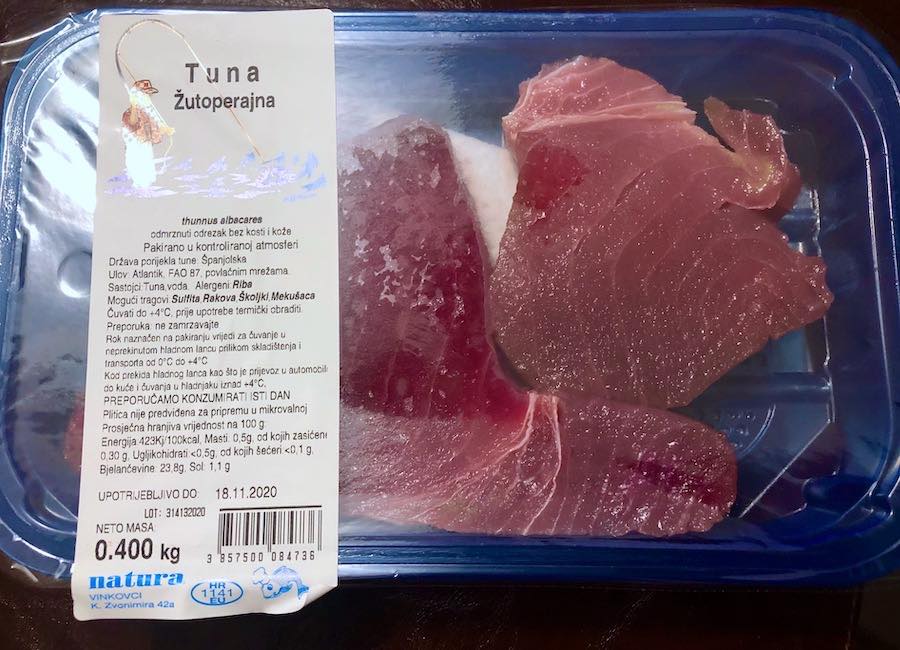 Tuna
Žutoperajna
thunnus albacares
odmrznuti odrezak bez kosti i kože
Pakirano u kontroliranoj atmosferi
Država porijekla tune: Španjolska
Ulov: Atlantik, FAO 87, povlačnim mrežama.
Sastojci:Tuna,voda. Alergeni:Riba
Mogući tragovi Sulfita,Rakova,Školjki,Mekušaca
Čuvati do +4°C, prije upotrebe termički obraditi.
Preporuka: ne zamrzavajte
Rok naznačen na pakiranju vrijedi za čuvanje u
neprekinutom hladnom lancu prilikom skladištenja i
transporta od 0°C do +4°C
Kod prekida hladnog lanca kao što je prijevoz u automobilu
do kuće i čuvanja u hladnjaku iznad +4°C,
PREPORUČAMO KONZUMIRATI ISTI DAN
Plitica nije predviđena za pripremu u mikrovalnoj
Prosječna hranjiva vrijednost na 100 g:
Energija 423Kj/100kcal, Masti: 0,5g, od kojih zasićene
0,30 g, Ugljikohidrati <0,5g, od kojih šećeri <0,1 g,
Bjelančevine: 23,8g, Sol: 1,1 g
UPOTRIJEBLJIVO DO: 18.11.2020
LOT: 314132020
NETO MASA:
0.400 kg
3 857500 084736
natura
VINKOVCI
K. Zvonimira 42a
HR
1141
EU